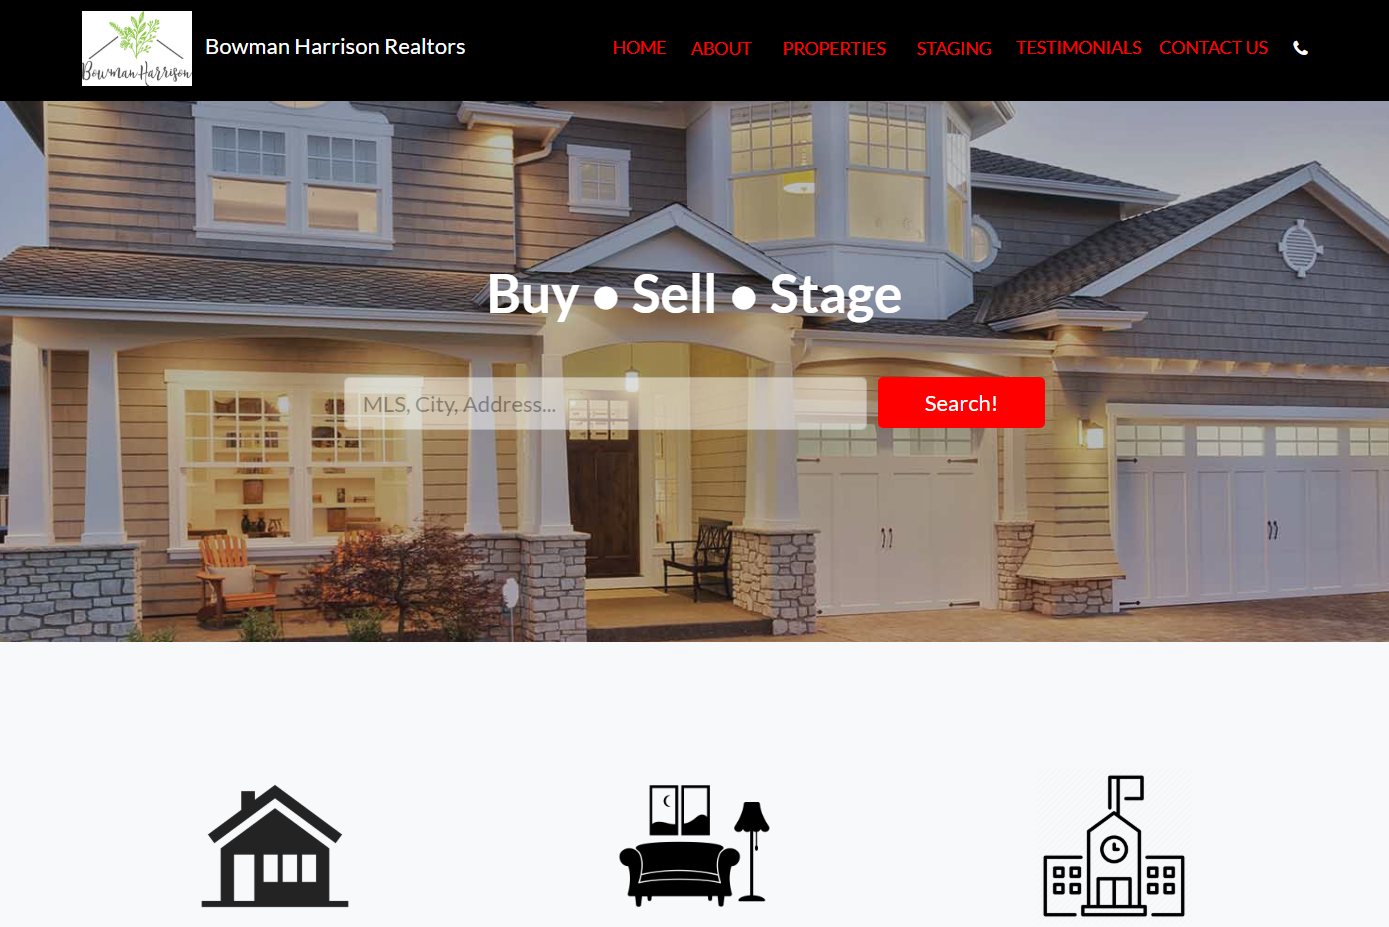 Bowman Harrison
Bowman Harrison Realtors
HOME ABOUT PROPERTIES STAGING TESTIMONIALS CONTACT US
Buy ● Sell ● Stage
MLS, City, Address...
Search!